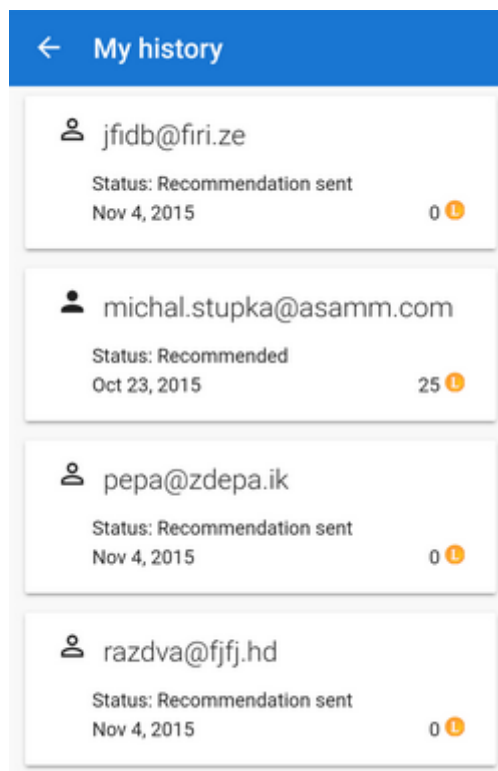 My history
jfidb@firi.ze
Status: Recommendation sent
Nov 4, 2015 0 L
michal.stupka@asamm.com
Status: Recommended
Oct 23, 2015 25 L
pepa@zdepa.ik
Status: Recommendation sent
Nov 4, 2015 0 L
razdva@fjfj.hd
Status: Recommendation sent
Nov 4, 2015 0 L